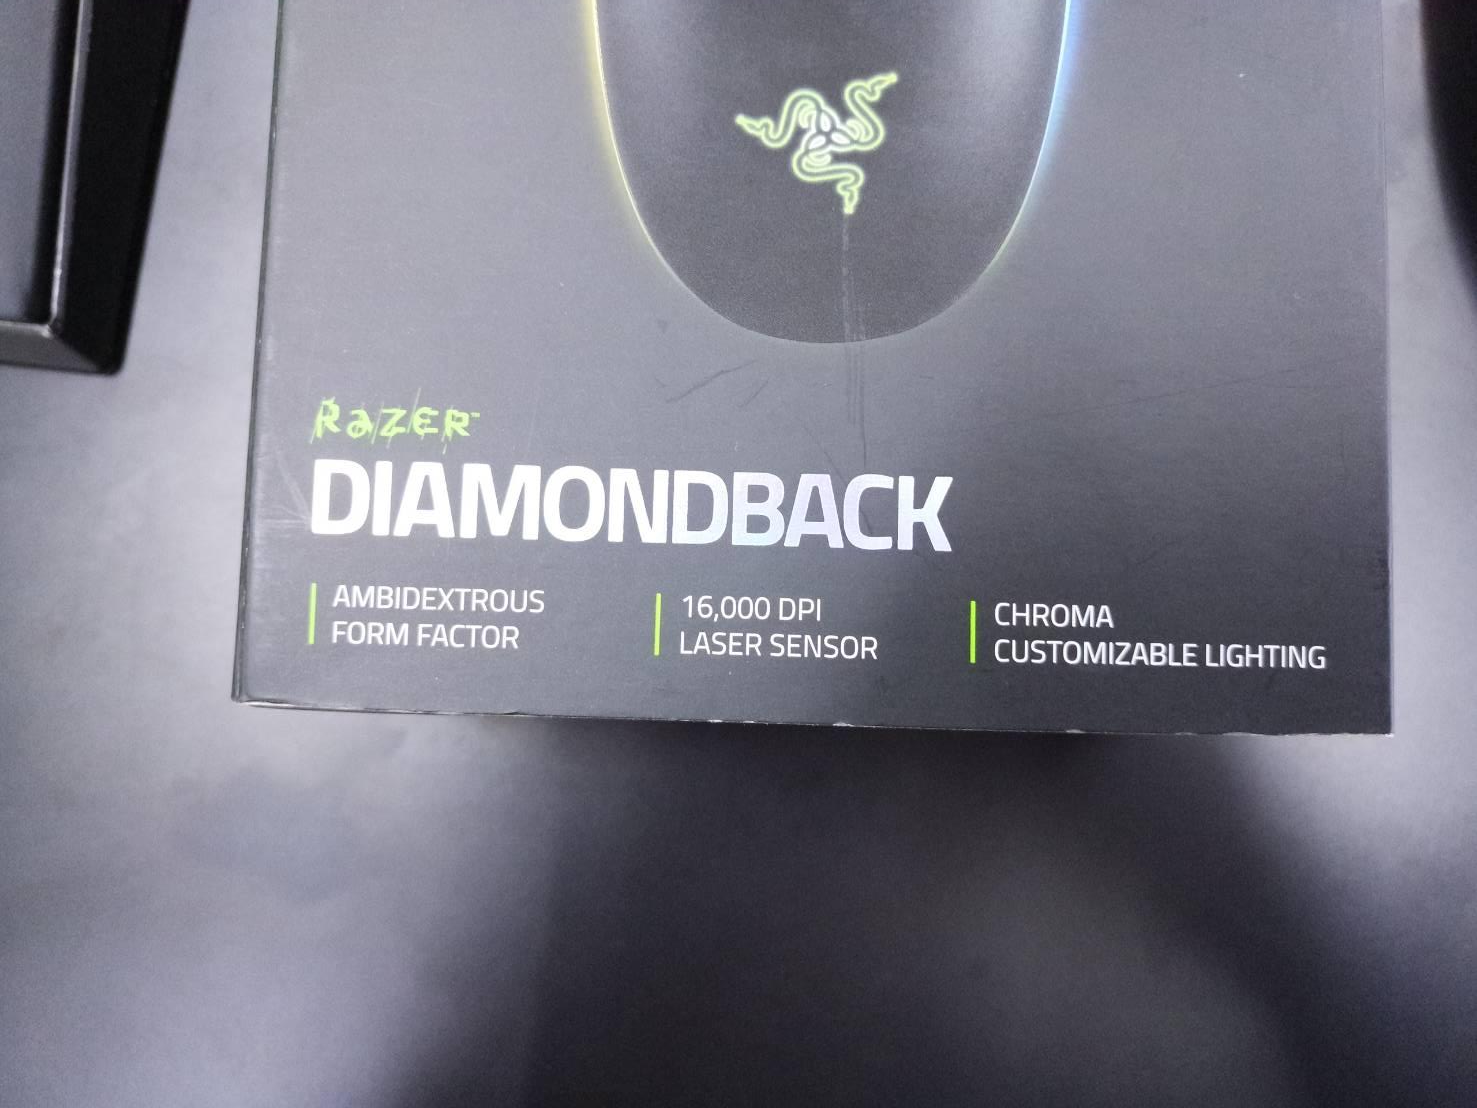 RAZER™
DIAMONDBACK
AMBIDEXTROUS
FORM FACTOR
16,000 DPI
LASER SENSOR
CHROMA
CUSTOMIZABLE LIGHTING